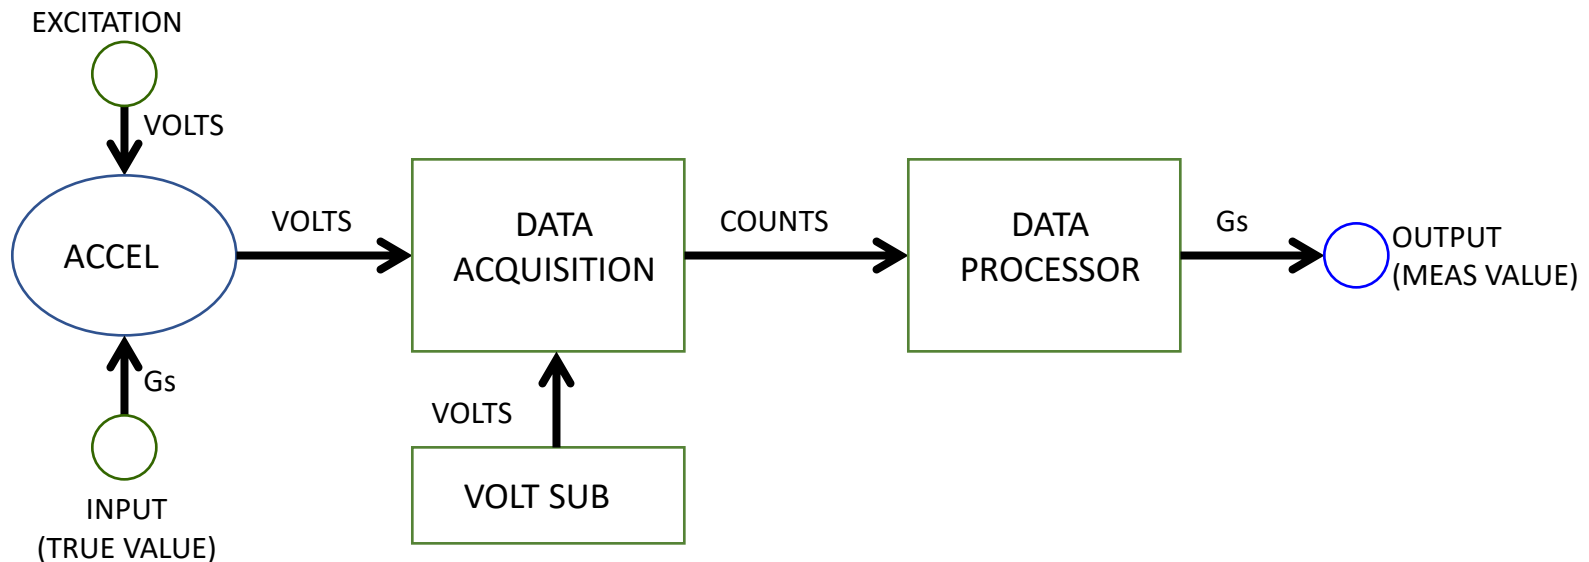 EXCITATION
VOLTS
ACCEL
Gs
INPUT
(TRUE VALUE)
VOLTS
DATA
ACQUISITION
VOLTS
VOLT SUB
COUNTS
DATA
PROCESSOR
Gs
OUTPUT
(MEAS VALUE)